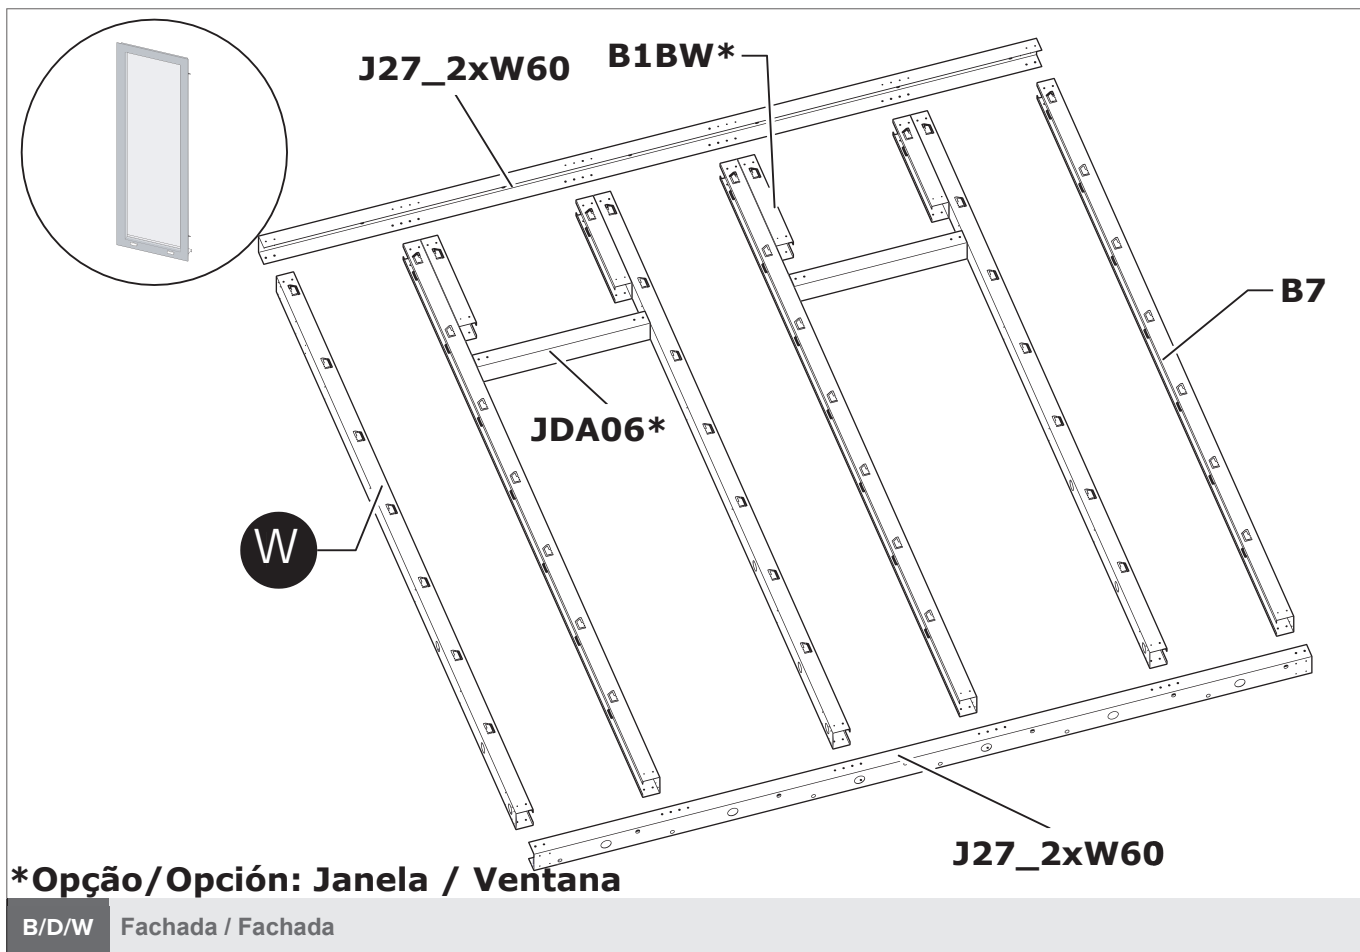 J27_2xW60
B1BW*
B7
JDA06*
W
J27_2xW60
*Opção/Opción: Janela / Ventana
B/D/W Fachada / Fachada